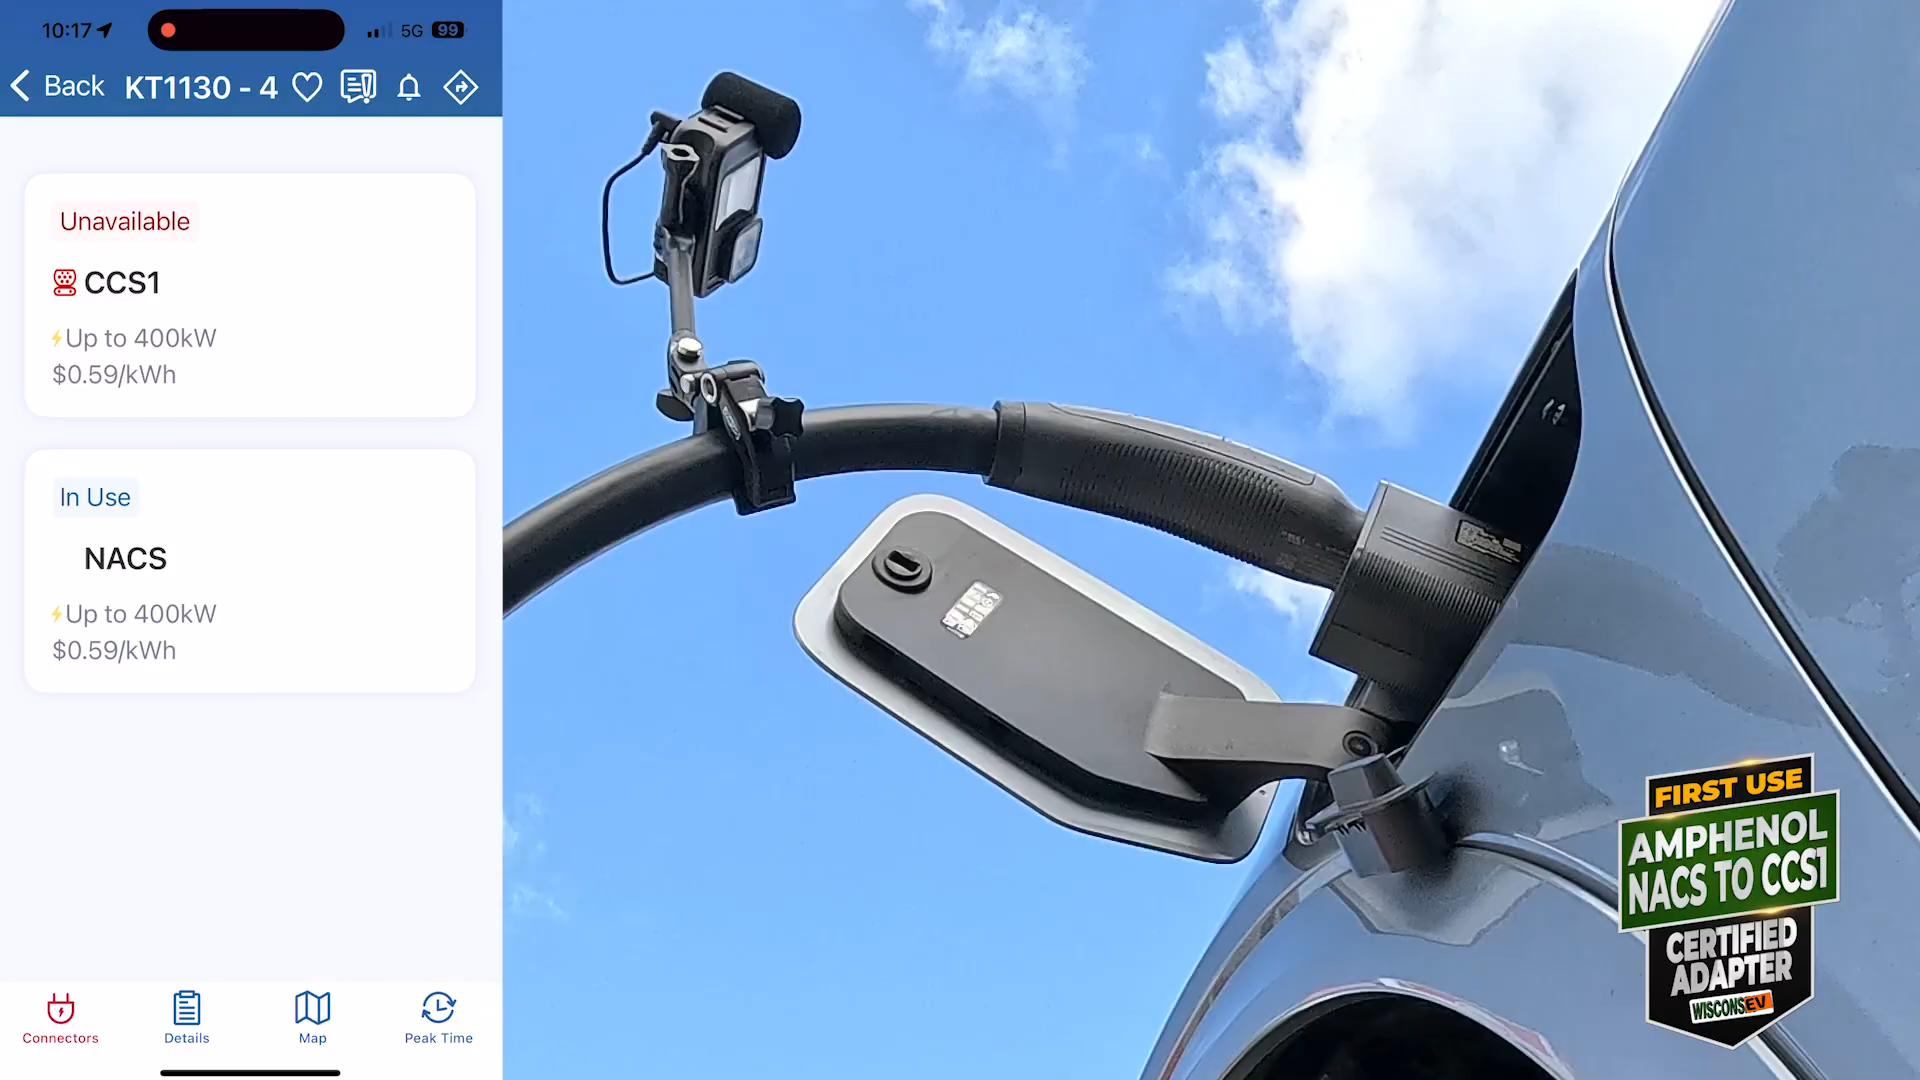 10:17
5G
99
Back
KT1130 - 4
Unavailable
CCS1
Up to 400kW
$0.59/kWh
In Use
NACS
Up to 400kW
$0.59/kWh
Connectors
Details
Map
Peak Time
FIRST USE
AMPHENOL
NACS TO CCS1
CERTIFIED
ADAPTER
WISCONSEV